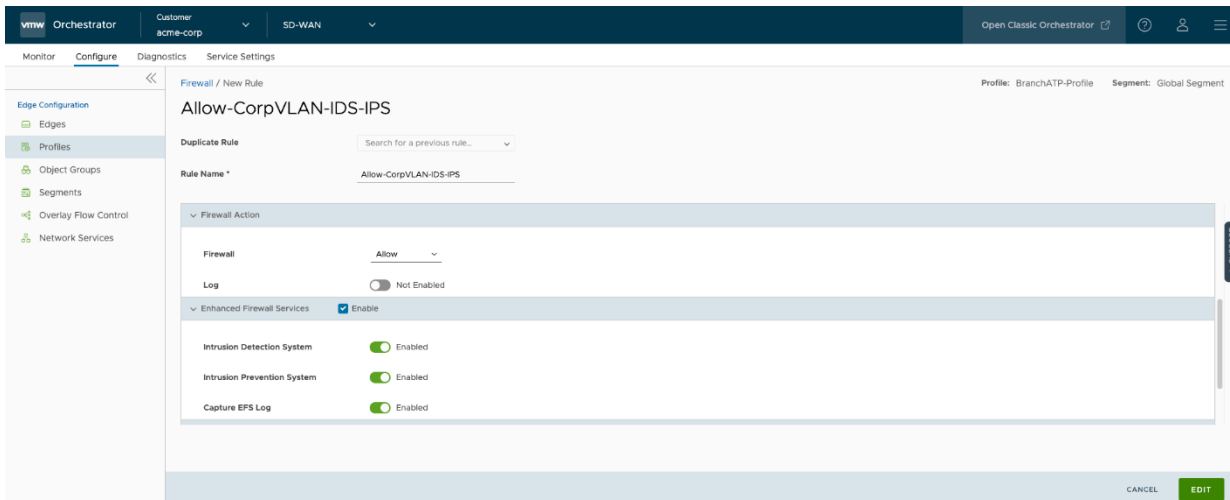 vmw Orchestrator
Customer
acme-corp
SD-WAN
Open Classic Orchestrator
Monitor Configure Diagnostics Service Settings
Firewall / New Rule
Profile: BranchATP-Profile Segment: Global Segment
Edge Configuration
Edges
Profiles
Object Groups
Segments
Overlay Flow Control
Network Services
Allow-CorpVLAN-IDS-IPS
Duplicate Rule Search for a previous rule...
Rule Name * Allow-CorpVLAN-IDS-IPS
Firewall Action
Firewall Allow
Log Not Enabled
Enhanced Firewall Services Enable
Intrusion Detection System Enabled
Intrusion Prevention System Enabled
Capture EFS Log Enabled
CANCEL EDIT